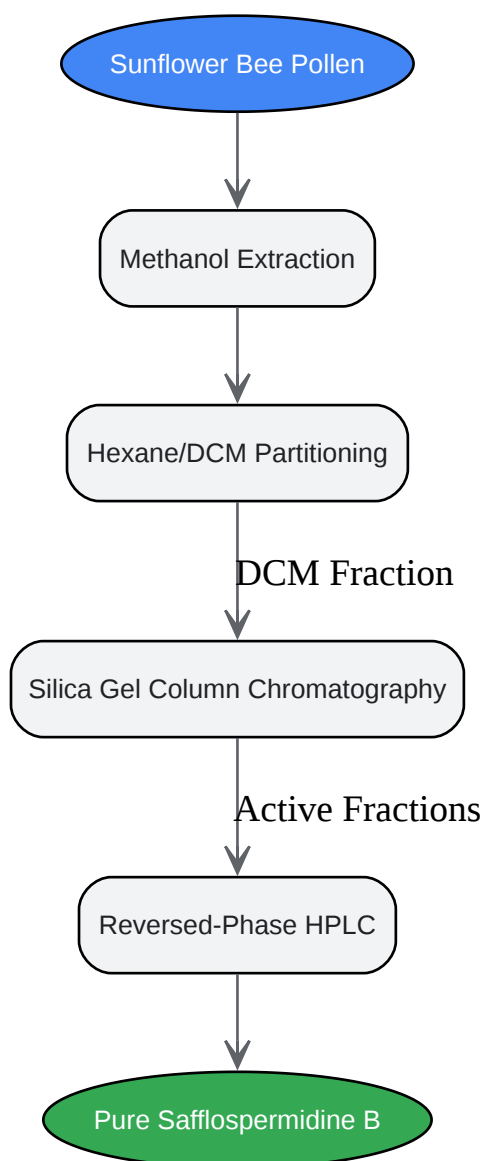 Sunflower Bee Pollen
Methanol Extraction
Hexane/DCM Partitioning
DCM Fraction
Silica Gel Column Chromatography
Active Fractions
Reversed-Phase HPLC
Pure Safflospermidine B